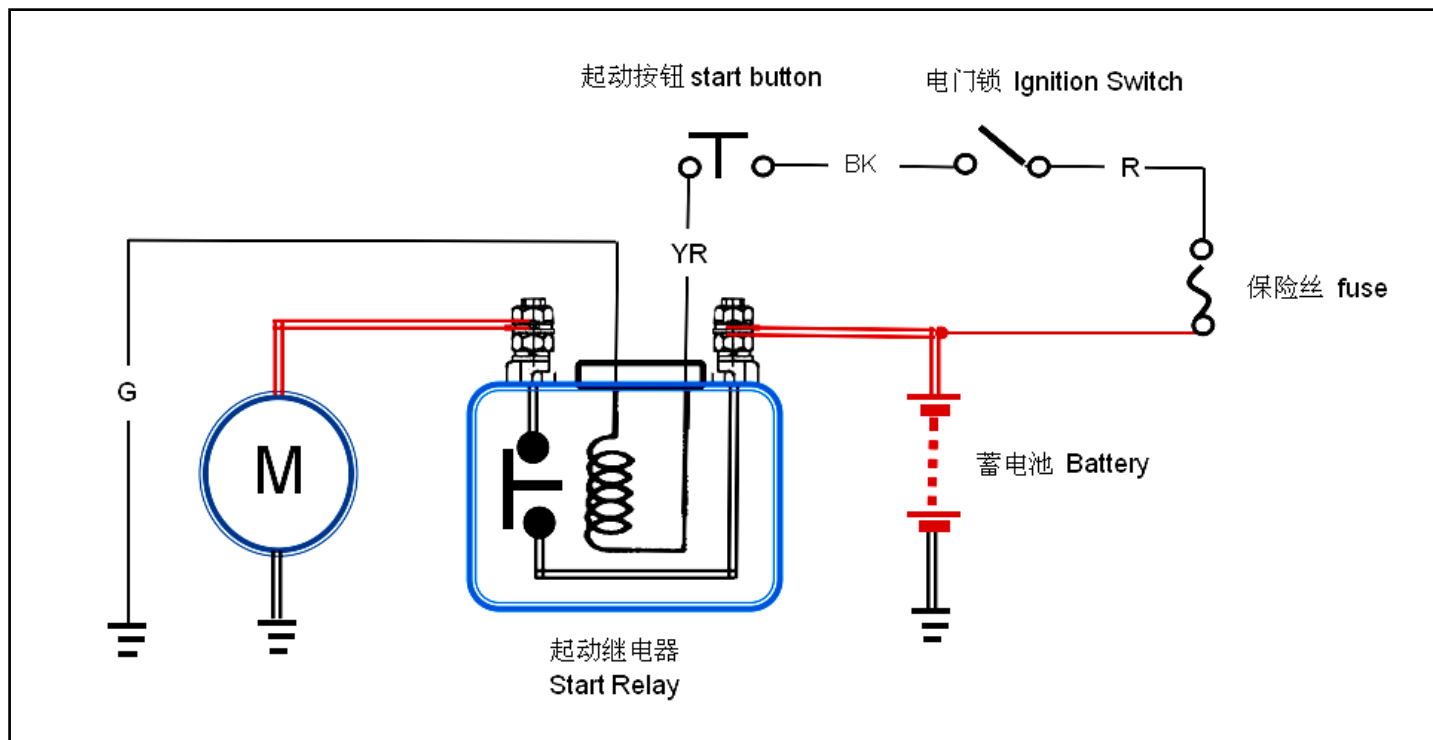 起动按钮 start button
电门锁 Ignition Switch
BK
R
YR
保险丝 fuse
G
M
蓄电池 Battery
起动继电器
Start Relay